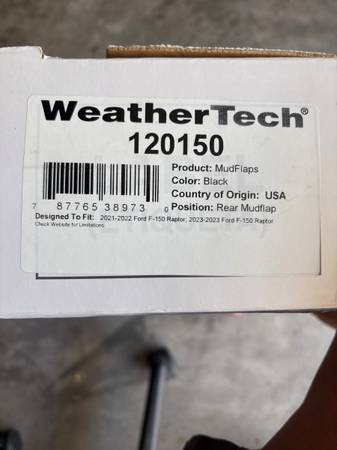 WeatherTech®
120150
Product: MudFlaps
Color: Black
Country of Origin: USA
Position: Rear Mudflap
7 87765 38973 0
Designed To Fit: 2021-2022 Ford F-150 Raptor; 2023-2023 Ford F-150 Raptor
Check Website for Limitations